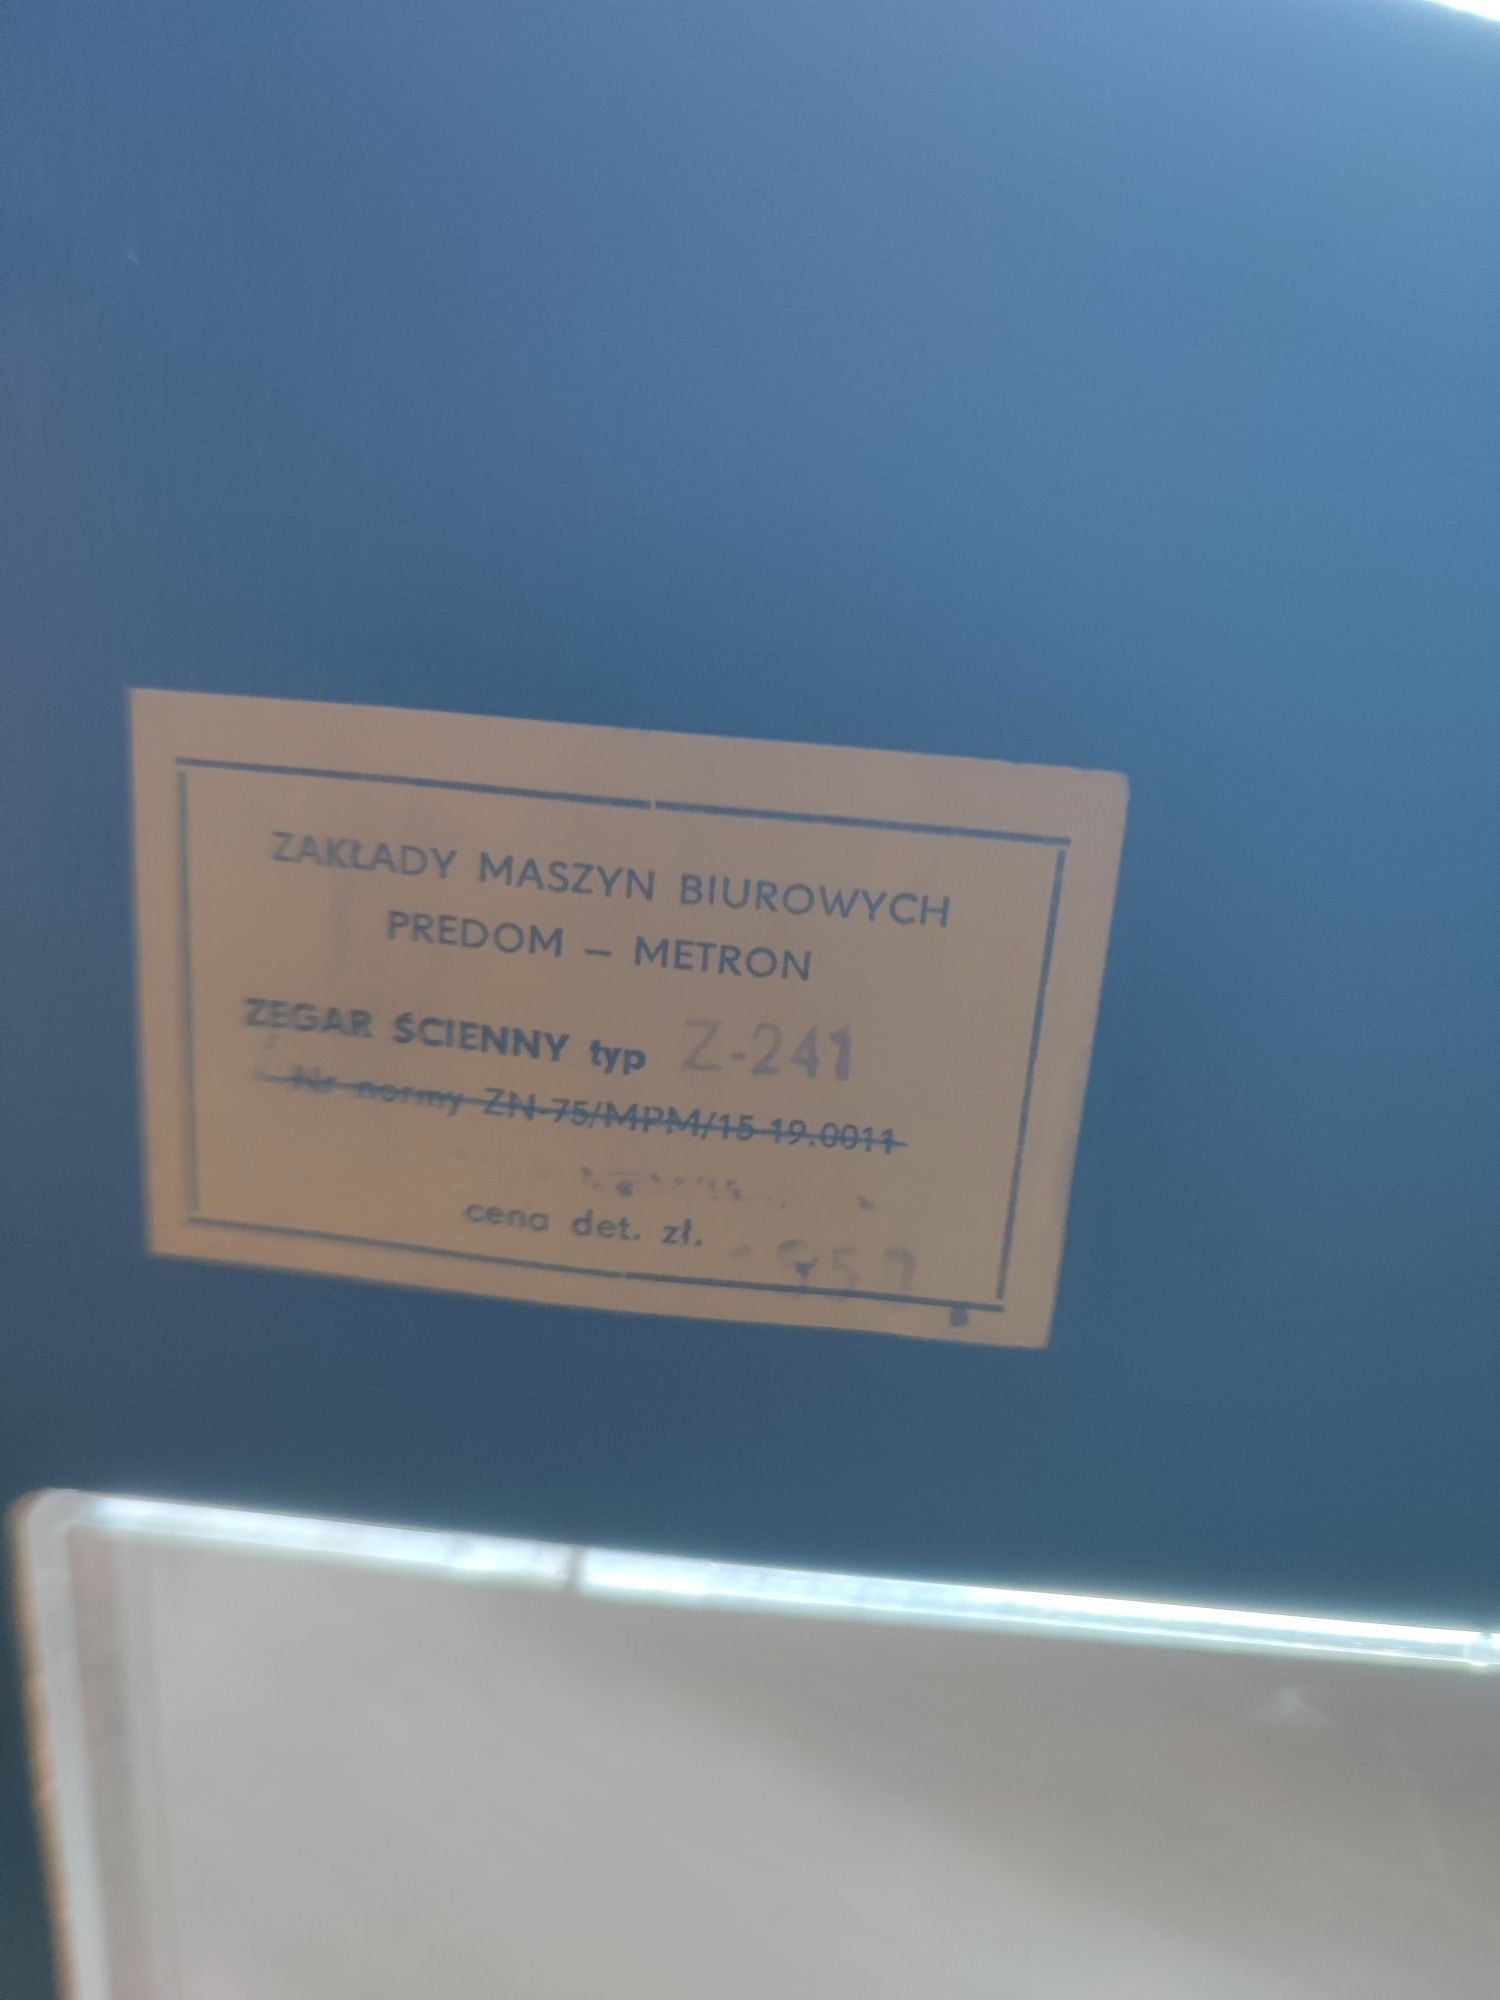 ZAKŁADY MASZYN BIUROWYCH
PREDOM – METRON
ZEGAR ŚCIENNY typ Z-241
Nr normy ZN-75/MPM/15-19.0011
cena det. zł.